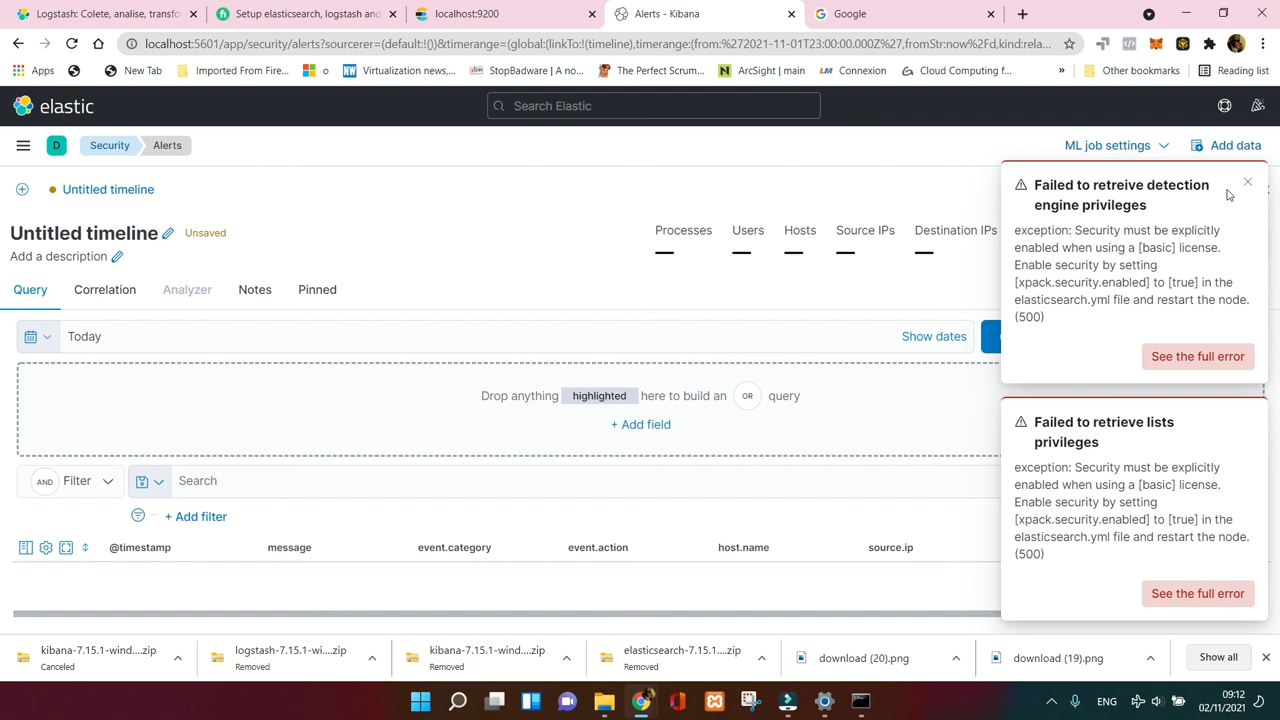 Logstash: Colete, analise, transfo
Setup elasticsearch, logstash and
localhost:9200
Alerts - Kibana
Google
localhost:5601/app/security/alerts?sourcerer=(default:!())&timerange=(global:(linkTo:!(timeline),timerange:(from:%272021-11-01T23:00:00.000Z%27,fromStr:now%2Fd,kind:rela...
Apps
New Tab
Imported From Fire...
o
Virtualization news,...
StopBadware | A no...
The Perfect Scrum...
ArcSight | main
Connexion
Cloud Computing f...
»
Other bookmarks
Reading list
elastic
Search Elastic
D
Security
Alerts
ML job settings
Add data
Untitled timeline
Untitled timeline
Unsaved
Add a description
Processes
Users
Hosts
Source IPs
Destination IPs
Query
Correlation
Analyzer
Notes
Pinned
Today
Show dates
Drop anything highlighted here to build an OR query
+ Add field
AND
Filter
Search
+ Add filter
@timestamp
message
event.category
event.action
host.name
source.ip
Failed to retreive detection
engine privileges
exception: Security must be explicitly
enabled when using a [basic] license.
Enable security by setting
[xpack.security.enabled] to [true] in the
elasticsearch.yml file and restart the node.
(500)
See the full error
Failed to retrieve lists
privileges
exception: Security must be explicitly
enabled when using a [basic] license.
Enable security by setting
[xpack.security.enabled] to [true] in the
elasticsearch.yml file and restart the node.
(500)
See the full error
kibana-7.15.1-wind....zip
Canceled
logstash-7.15.1-wi....zip
Removed
kibana-7.15.1-wind....zip
Removed
elasticsearch-7.15.1....zip
Removed
download (20).png
download (19).png
Show all
ENG
09:12
02/11/2021